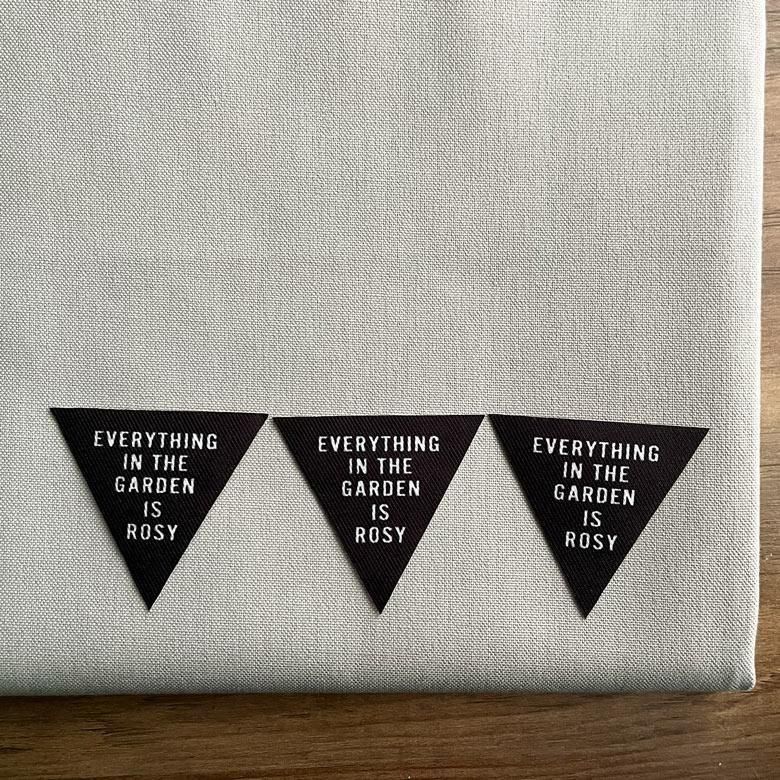 EVERYTHING
IN THE
GARDEN
IS
ROSY
EVERYTHING
IN THE
GARDEN
IS
ROSY
EVERYTHING
IN THE
GARDEN
IS
ROSY